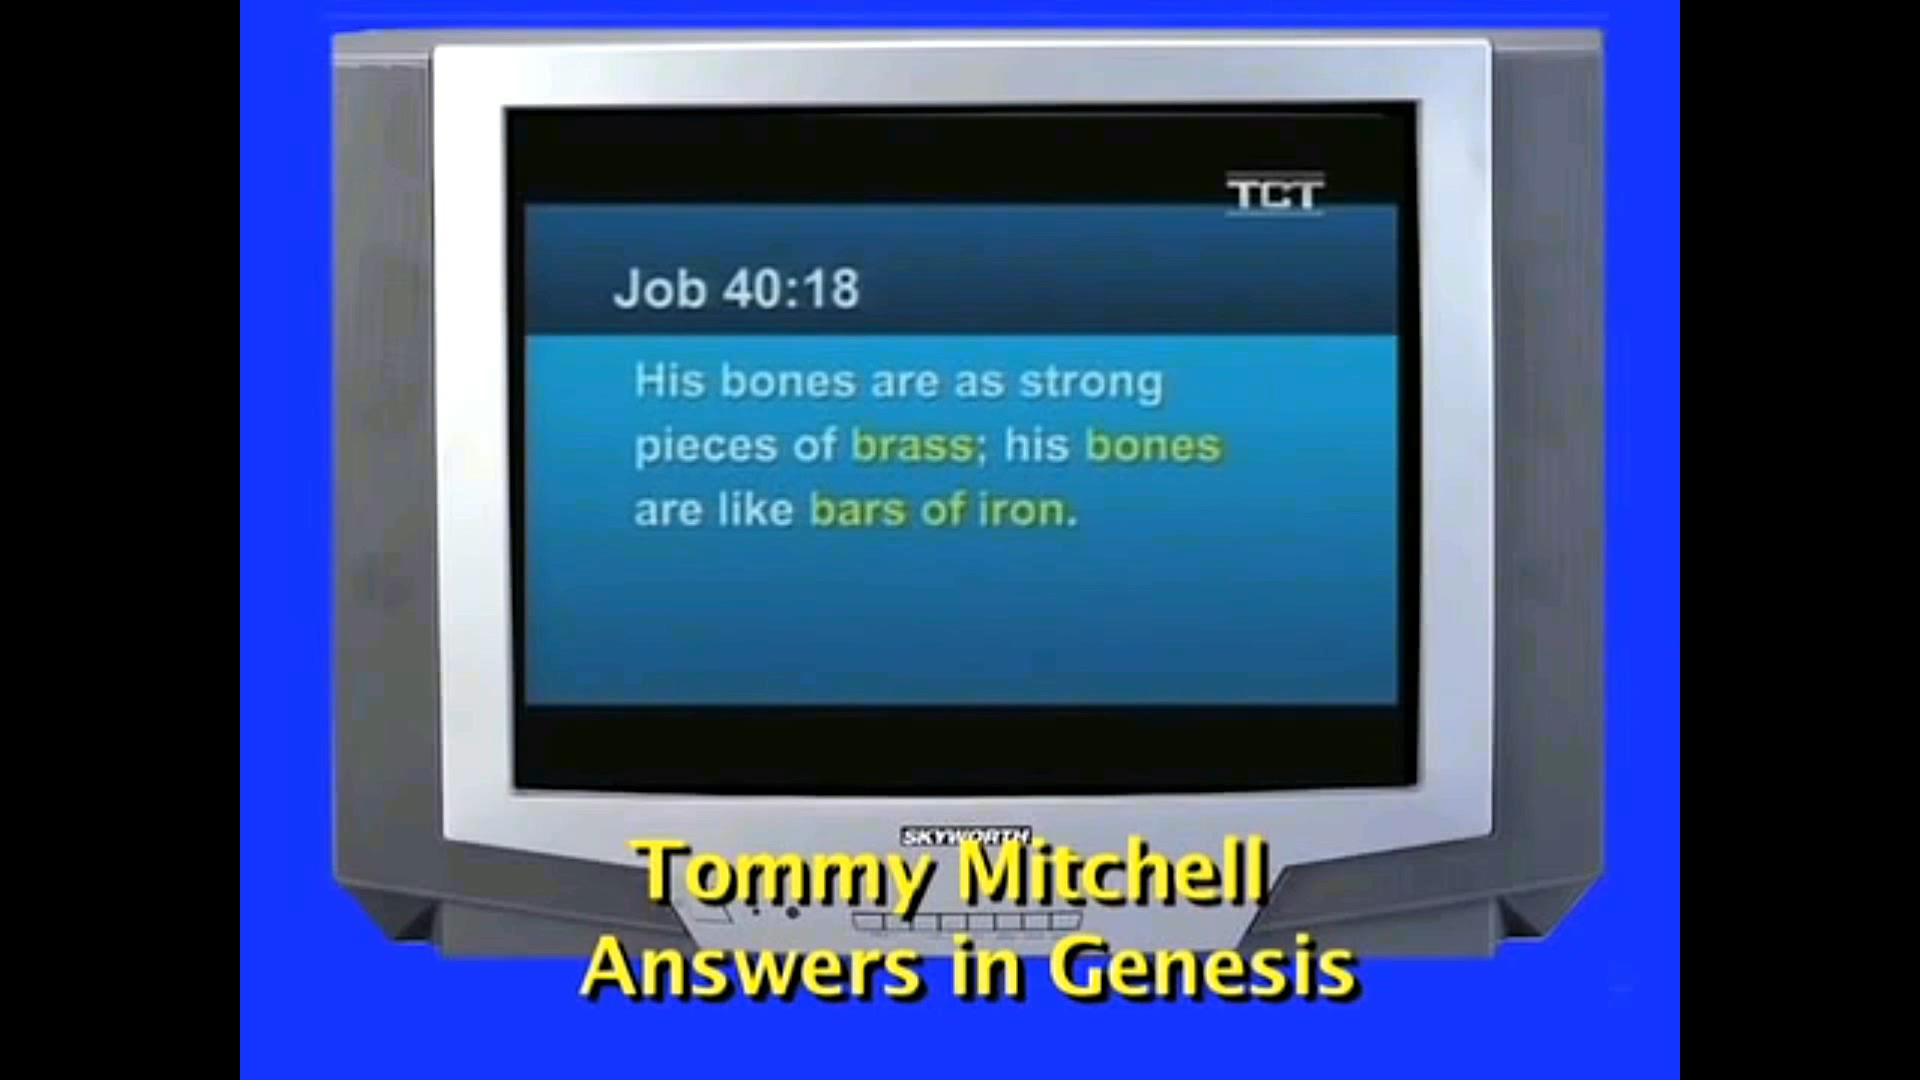 TCT
Job 40:18
His bones are as strong
pieces of brass; his bones
are like bars of iron.
SKYWORTH
Tommy Mitchell
Answers in Genesis